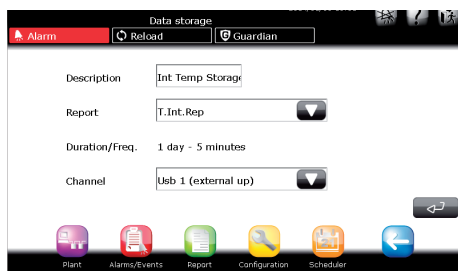 Data storage
Alarm Reload Guardian
Description Int Temp Storag
Report T.Int.Rep
Duration/Freq. 1 day - 5 minutes
Channel Usb 1 (external up)
Plant Alarms/Events Report Configuration Scheduler